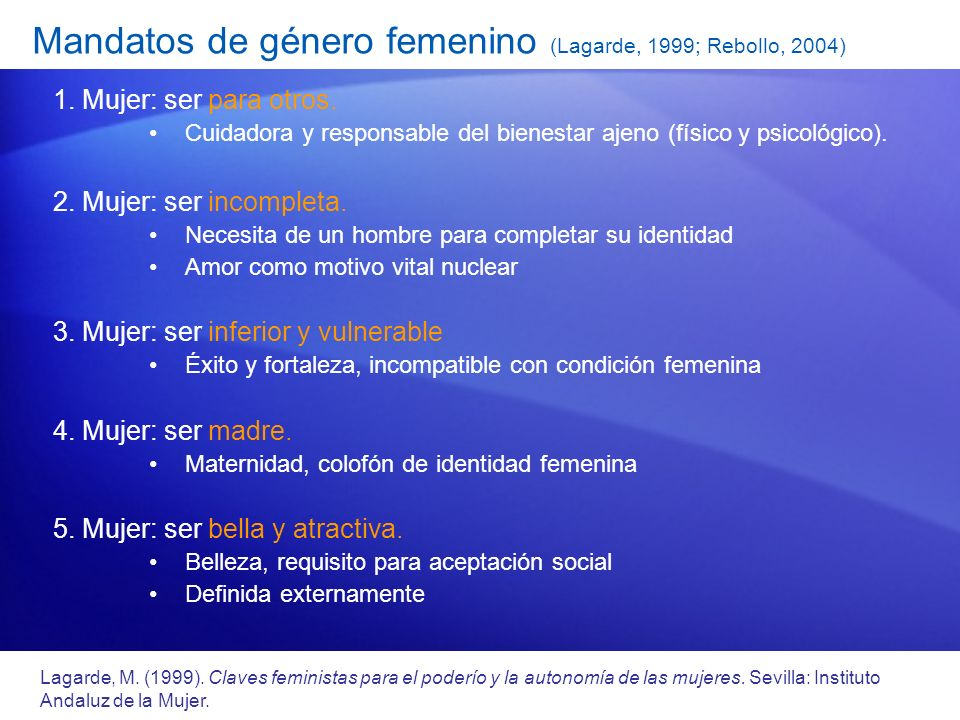 Mandatos de género femenino (Lagarde, 1999; Rebollo, 2004)
1. Mujer: ser para otros.
• Cuidadora y responsable del bienestar ajeno (físico y psicológico).
2. Mujer: ser incompleta.
• Necesita de un hombre para completar su identidad
• Amor como motivo vital nuclear
3. Mujer: ser inferior y vulnerable
• Éxito y fortaleza, incompatible con condición femenina
4. Mujer: ser madre.
• Maternidad, colofón de identidad femenina
5. Mujer: ser bella y atractiva.
• Belleza, requisito para aceptación social
• Definida externamente
Lagarde, M. (1999). Claves feministas para el poderío y la autonomía de las mujeres. Sevilla: Instituto
Andaluz de la Mujer.